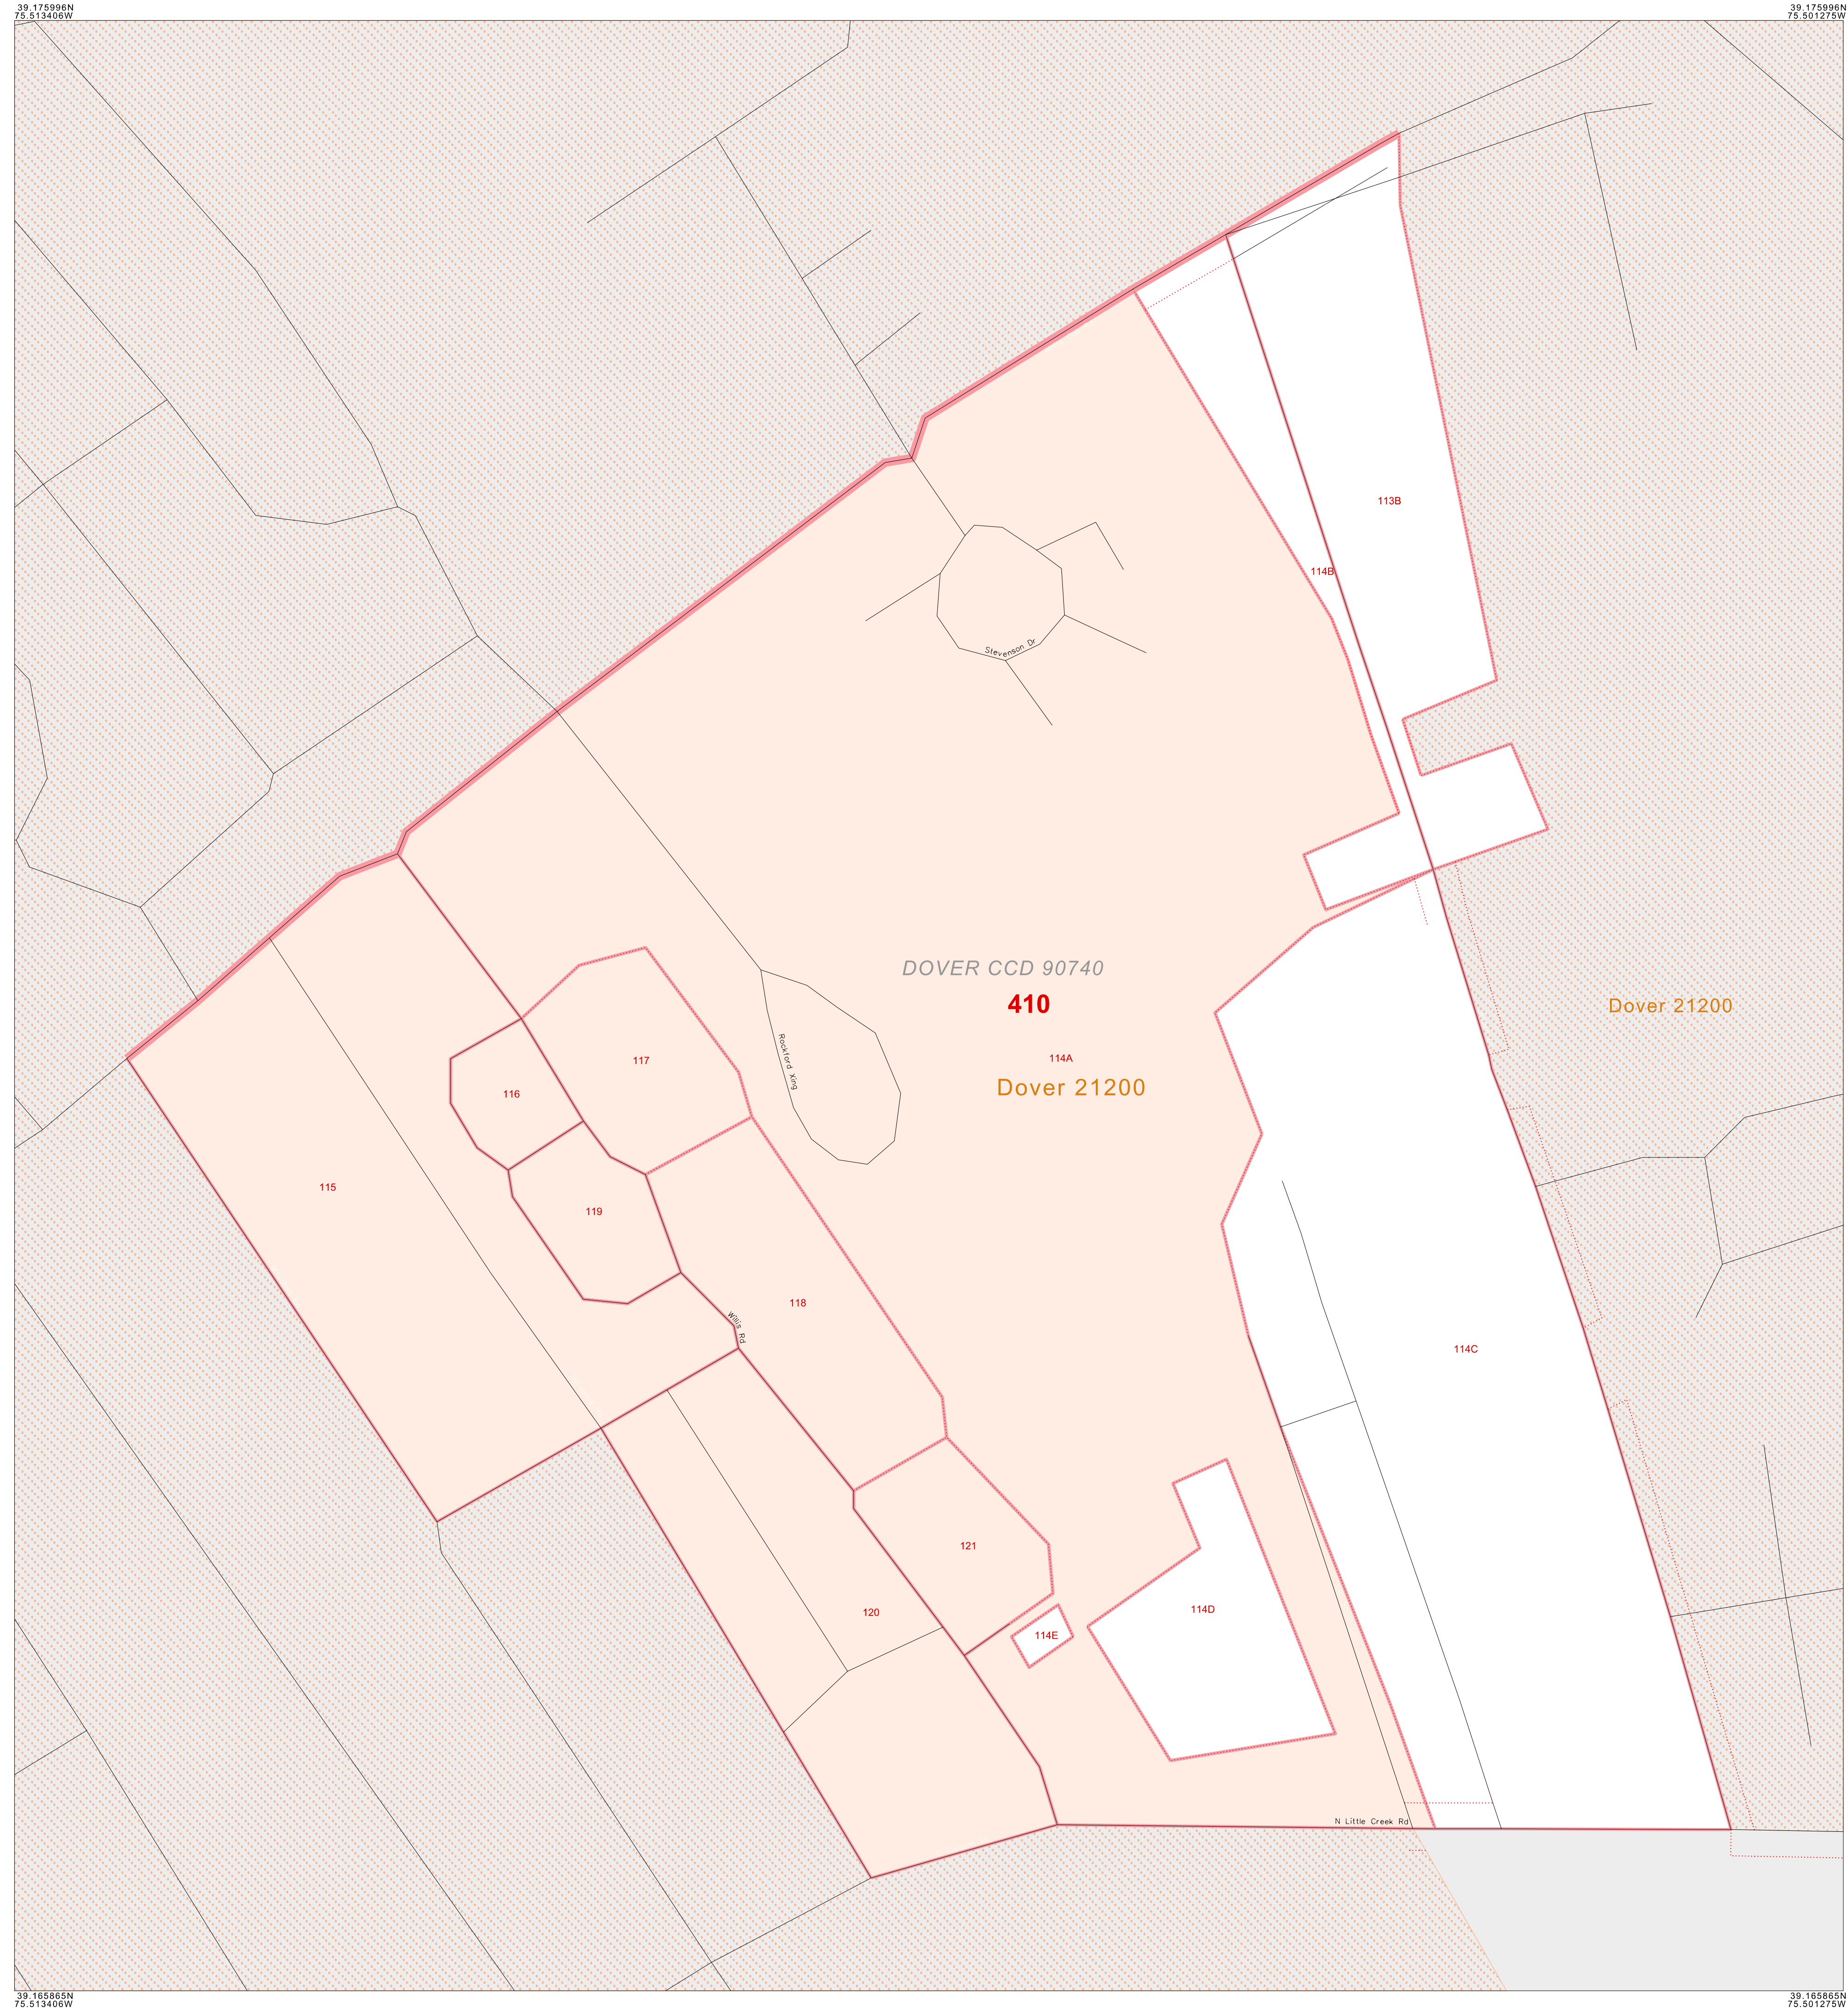 39.175996N
75.513406W
39.175996N
75.501275W
113B
114B
Stevenson Dr
DOVER CCD 90740
410
Dover 21200
114A
Dover 21200
117
Rockford Xing
116
115
119
118
Willis Rd
114C
121
120
114D
114E
N Little Creek Rd
39.165865N
75.513406W
39.165865N
75.501275W